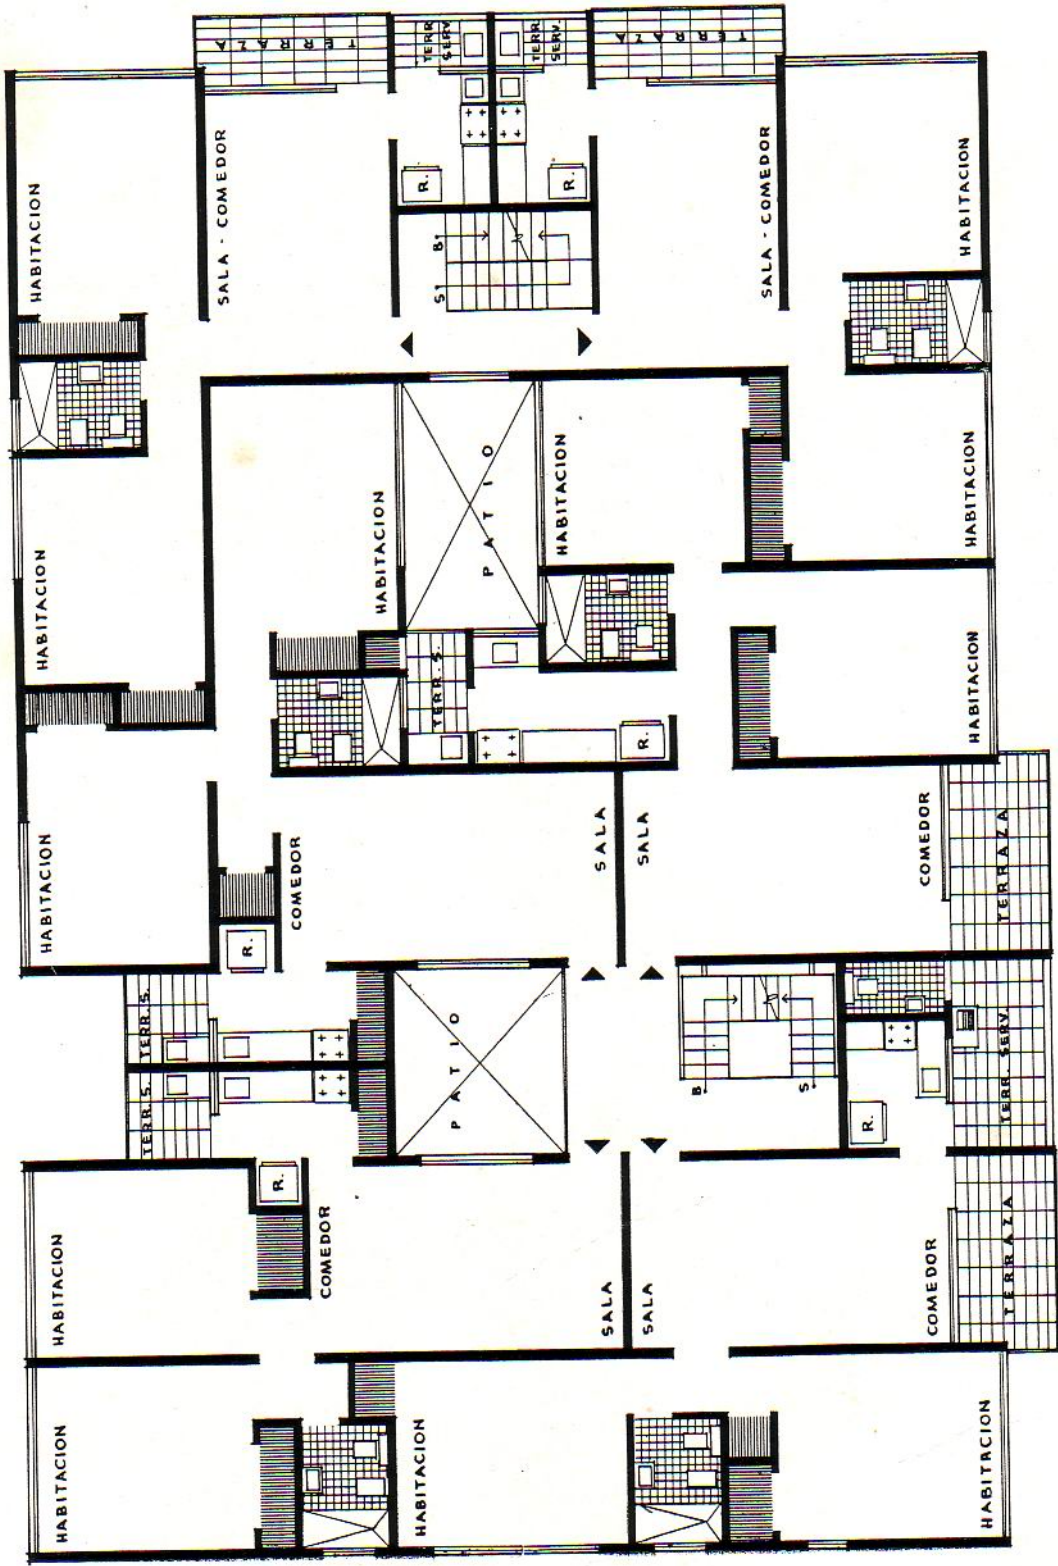 TERRAZA
TERR. SERV.
TERR. SERV.
TERRAZA
HABITACION
SALA - COMEDOR
R.
R.
S. B.
SALA - COMEDOR
HABITACION
HABITACION
HABITACION
PATIO
HABITACION
HABITACION
TERR. S.
R.
HABITACION
HABITACION
COMEDOR
SALA
SALA
COMEDOR
TERRAZA
R.
TERR. S.
TERR. S.
PATIO
B
S
R.
TERR. SERV.
HABITACION
R.
COMEDOR
SALA
SALA
COMEDOR
TERRAZA
HABITACION
HABITACION
HABITACION